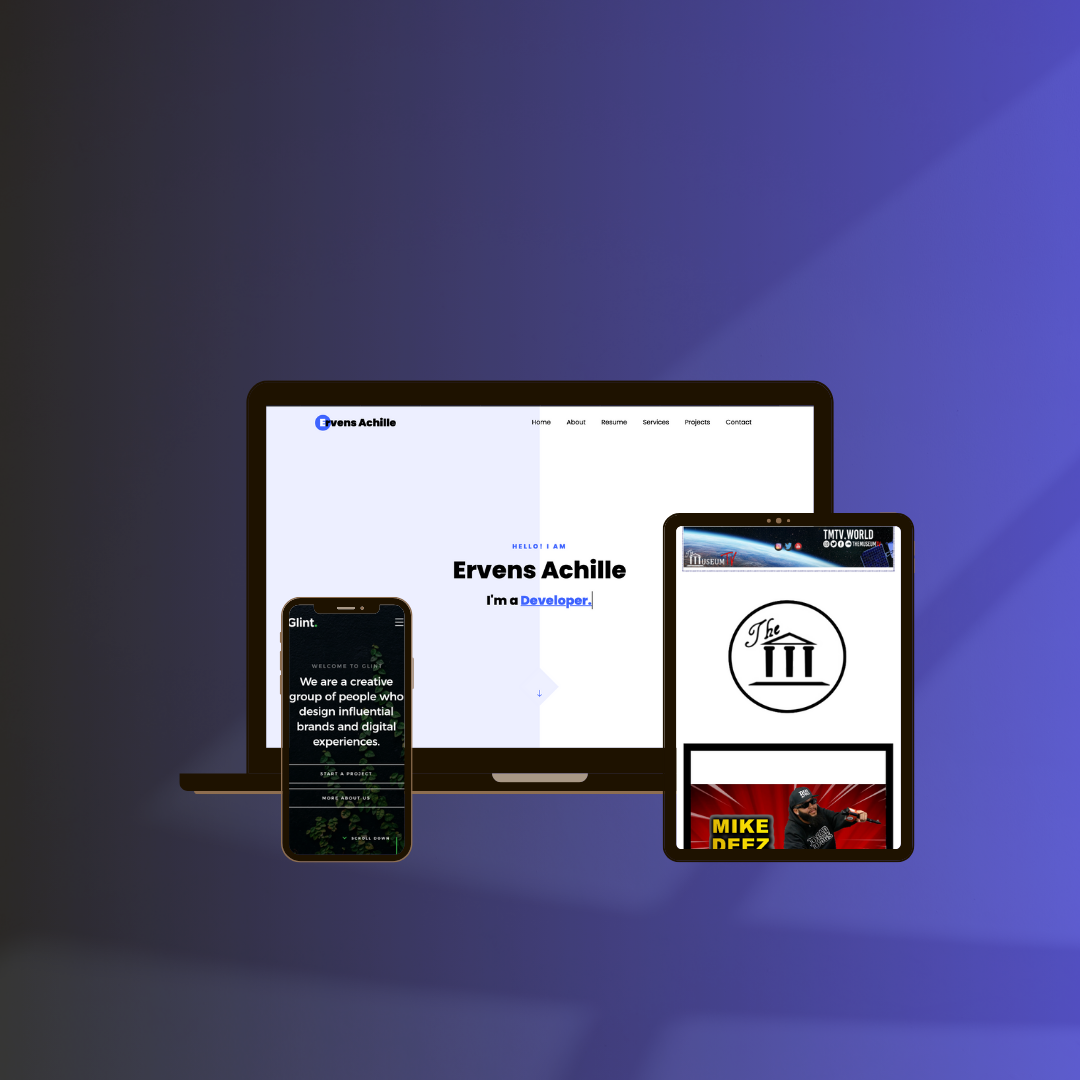 Ervens Achille
Home About Resume Services Projects Contact
HELLO! I AM
Ervens Achille
I'm a Developer.
Glint.
WELCOME TO GLINT
We are a creative
group of people who
design influential
brands and digital
experiences.
START A PROJECT
MORE ABOUT US
SCROLL DOWN
TMTV.WORLD
THEMUSEUM
THE MUSEUM TV
The
MIKE
DEEZ